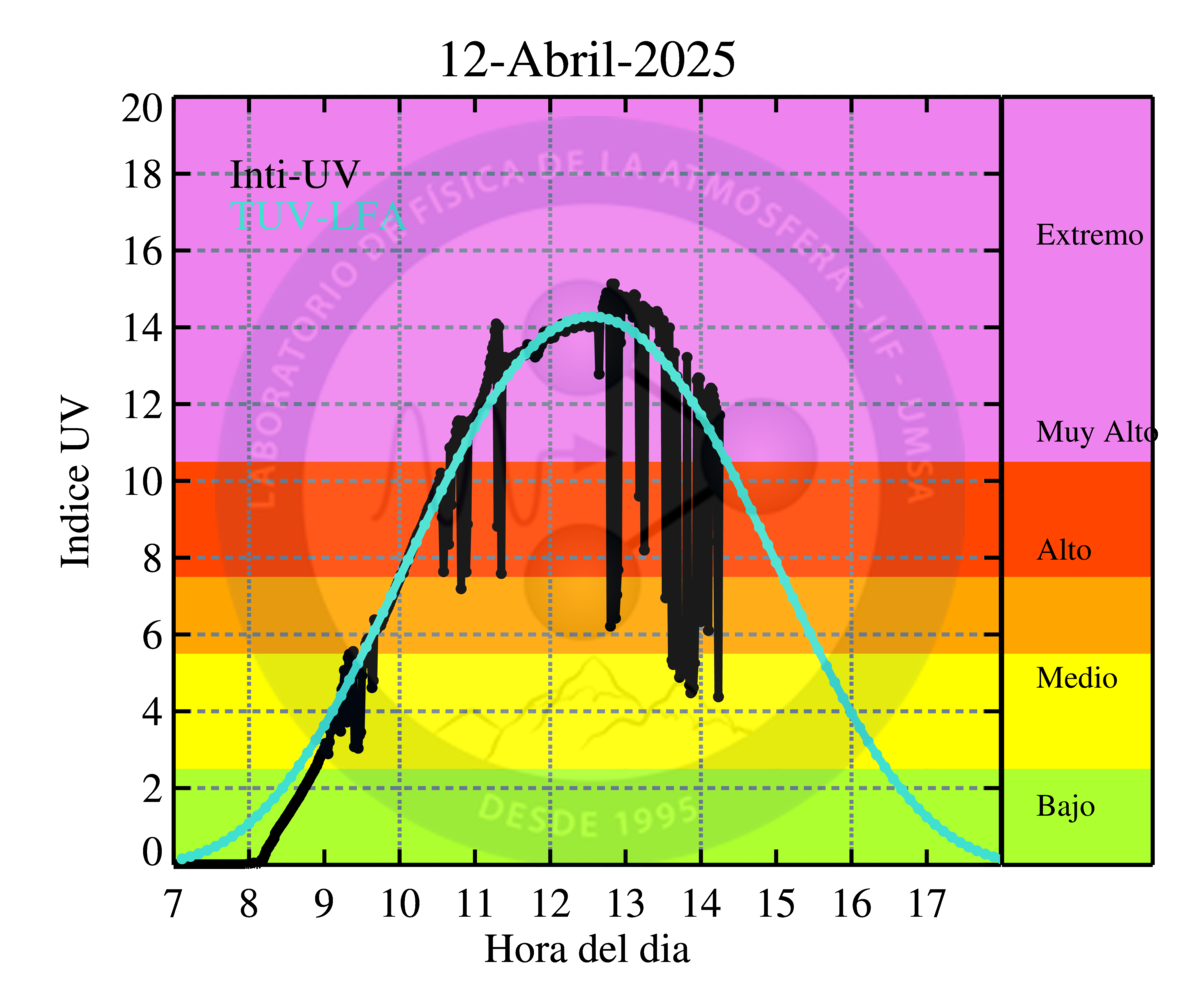 12-Abril-2025
20
18
16
14
12
10
8
6
4
2
0
Indice UV
Inti-UV
TUV-LFA
LABORATORIO DE FÍSICA DE LA ATMÓSFERA - IIF - UMSA
DESDE 1995
Extremo
Muy Alto
Alto
Medio
Bajo
7 8 9 10 11 12 13 14 15 16 17
Hora del dia